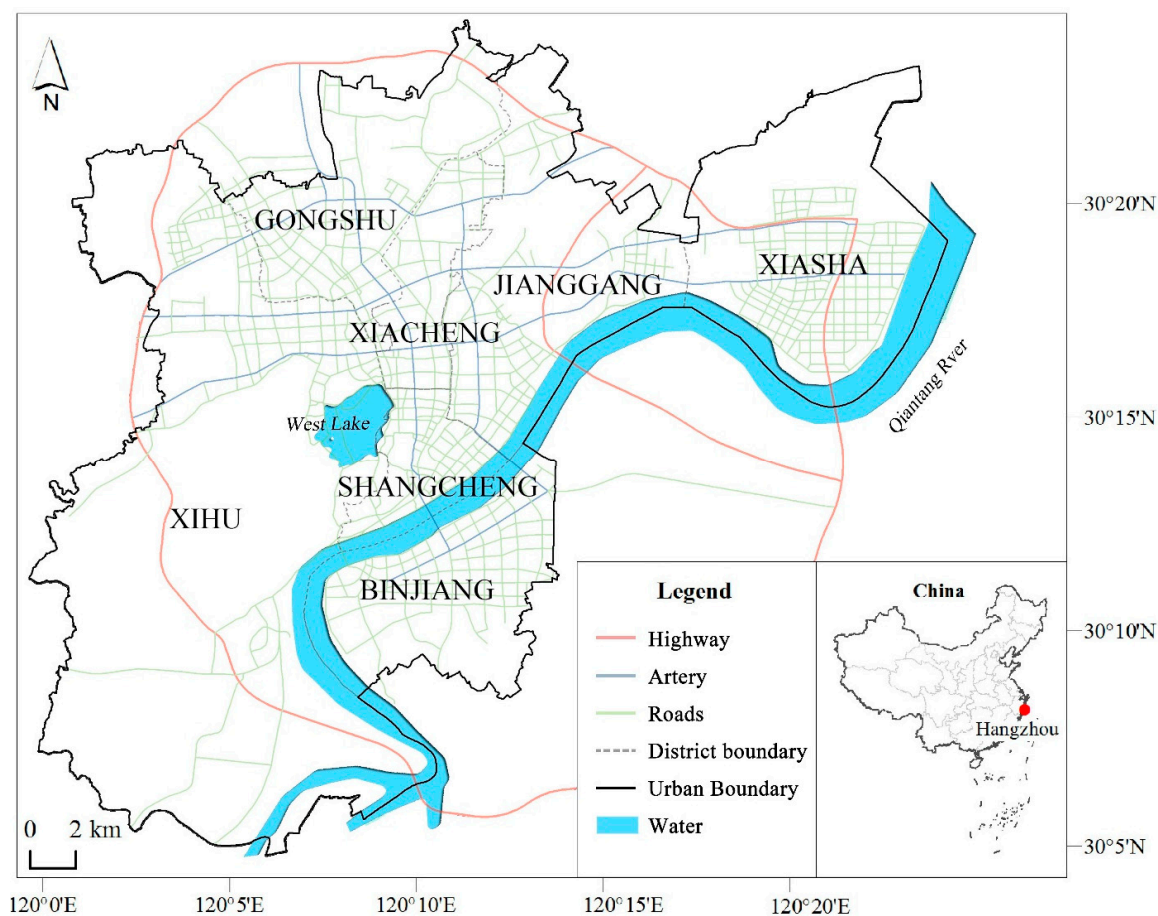 N
GONGSHU
JIANGGANG
XIASHA
XIACHENG
West Lake
Qiantang Rver
SHANGCHENG
XIHU
BINJIANG
0 2 km
Legend
Highway
Artery
Roads
District boundary
Urban Boundary
Water
China
Hangzhou
30°20'N
30°15'N
30°10'N
30°5'N
120°0'E 120°5'E 120°10'E 120°15'E 120°20'E